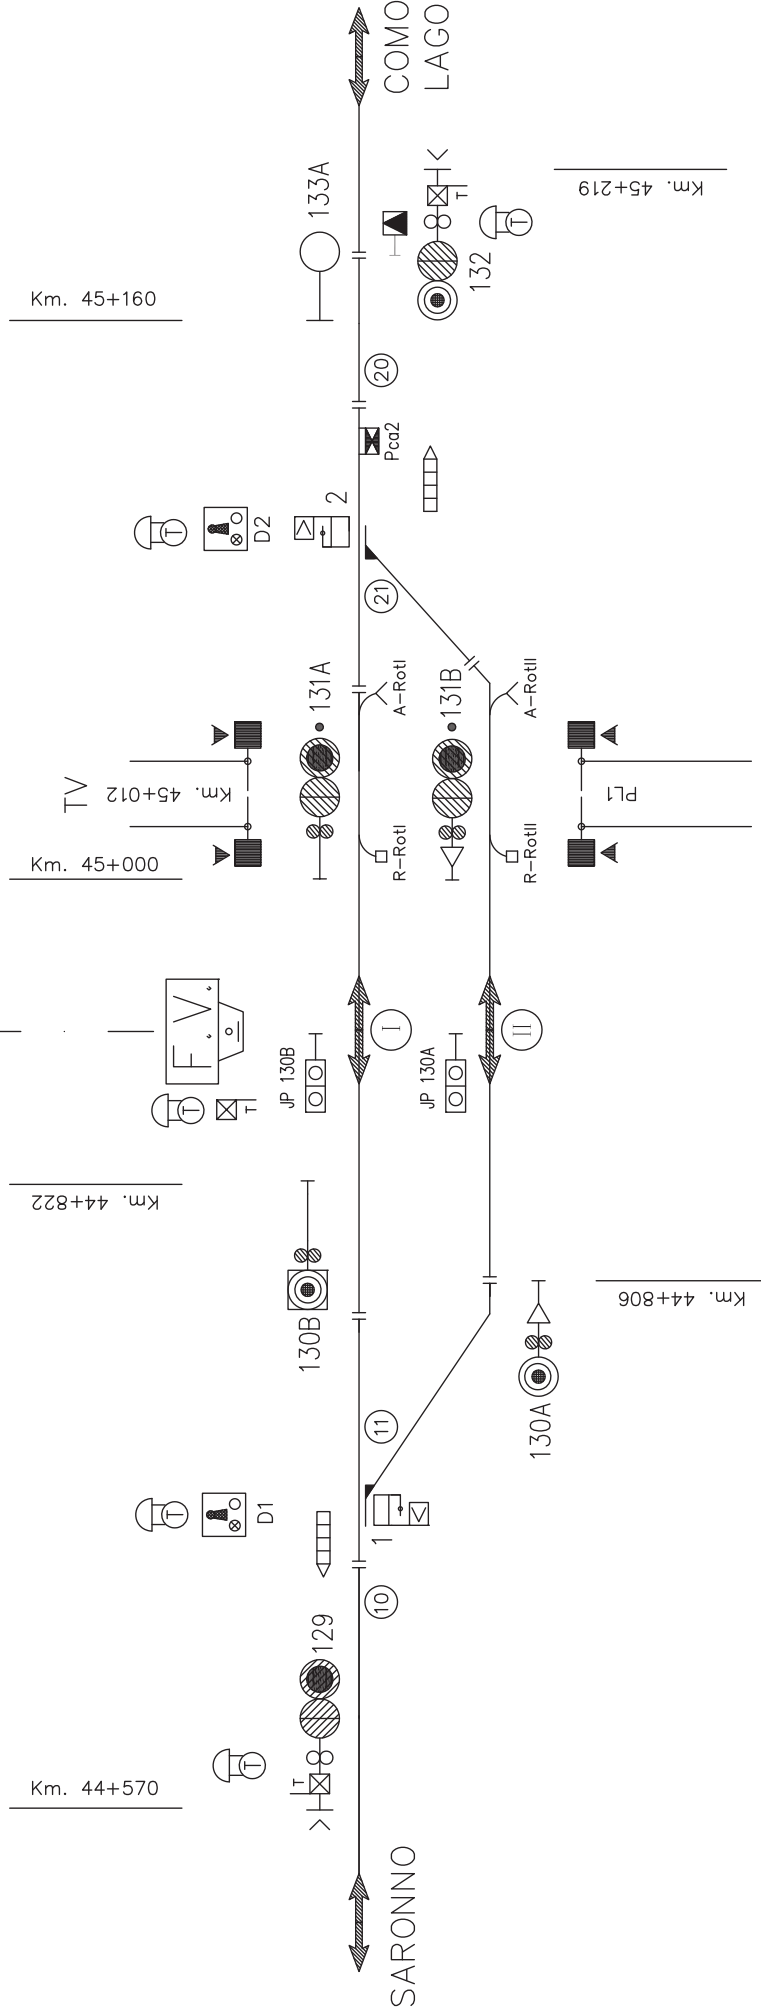 COMO
LAGO
133A
Km. 45+160
T
T
132
Km. 45+219
20
Pca2
T
D2
2
21
131A
A-RotI
131B
A-RotII
TV
Km. 45+012
PL1
Km. 45+000
R-RotI
R-RotII
F.V.
I
II
JP 130B
JP 130A
T
T
Km. 44+822
130B
Km. 44+806
130A
11
T
D1
1
10
129
T
T
Km. 44+570
SARONNO